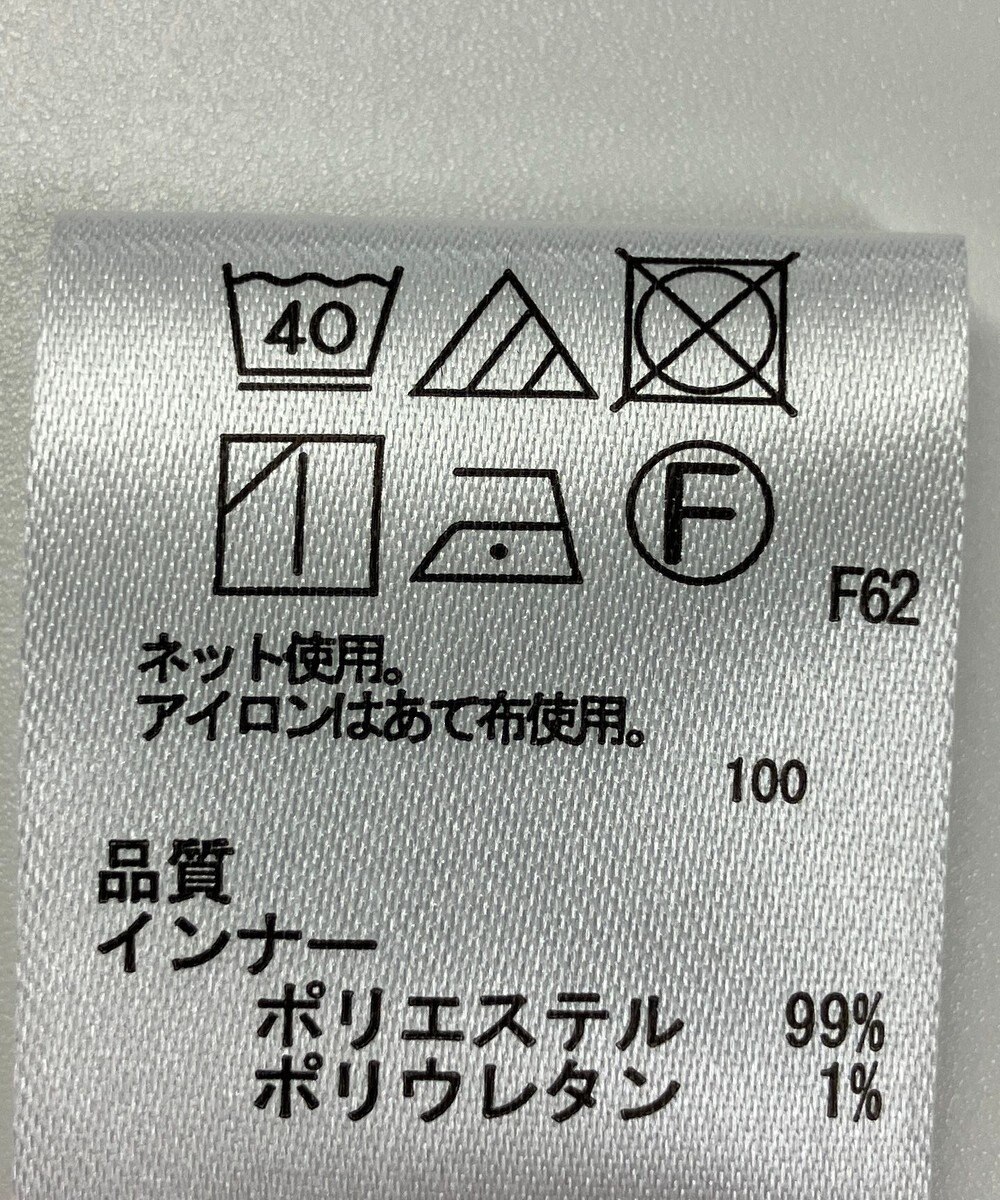 40
F
F62
ネット使用。
アイロンはあて布使用。
100
品質
インナー
ポリエステル 99%
ポリウレタン 1%